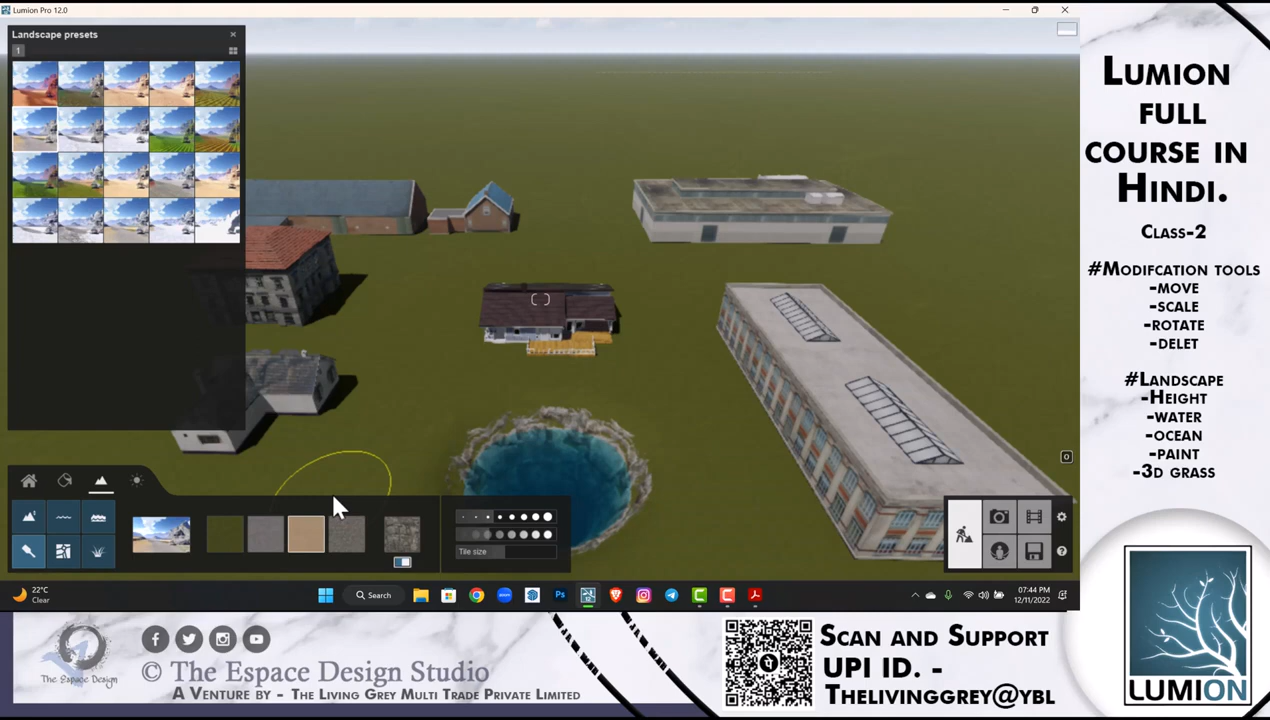 Lumion Pro 12.0
Landscape presets
1
Tile size
?
Search
Ps
22°C
Clear
07:44 PM
12/11/2022
Lumion
full
course in
Hindi.
Class-2
#Modifcation tools
-move
-scale
-rotate
-delet
#Landscape
-Height
-water
-ocean
-paint
-3d grass
The Espace Design
© The Espace Design Studio
A Venture by - The Living Grey Multi Trade Private Limited
Scan and Support
UPI ID. -
Thelivinggrey@ybl
LUMION